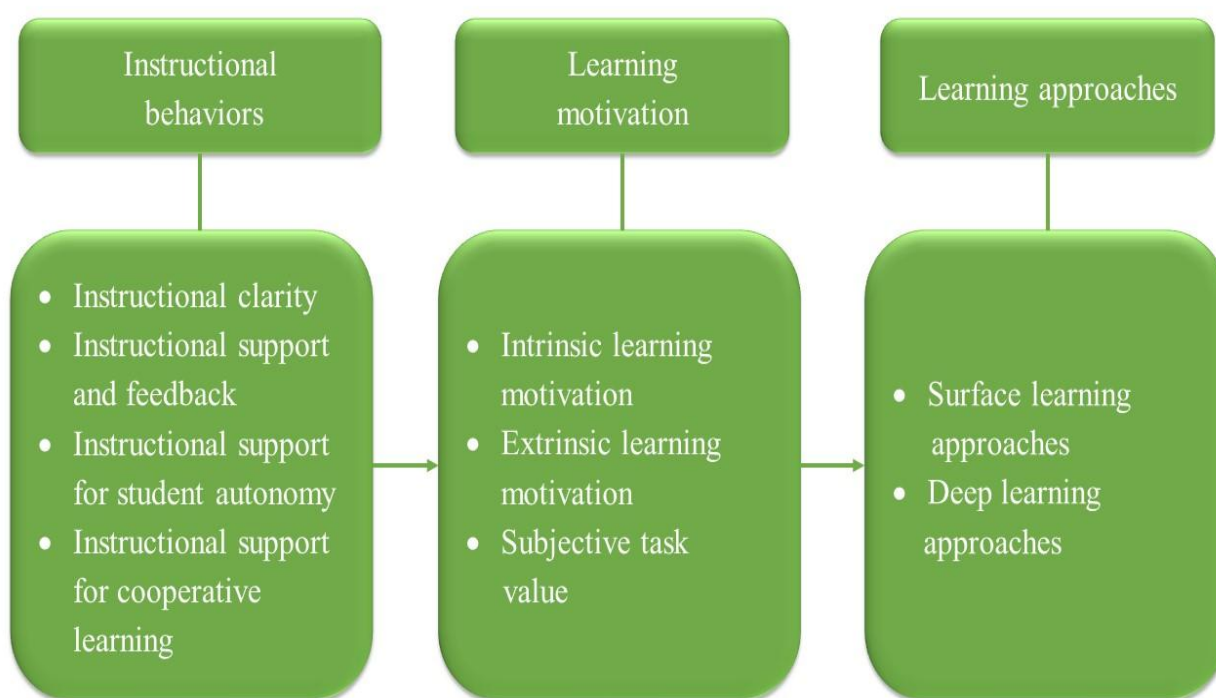 Instructional
behaviors
Learning
motivation
Learning approaches
• Instructional clarity
• Instructional support
and feedback
• Instructional support
for student autonomy
• Instructional support
for cooperative
learning
• Intrinsic learning
motivation
• Extrinsic learning
motivation
• Subjective task
value
• Surface learning
approaches
• Deep learning
approaches